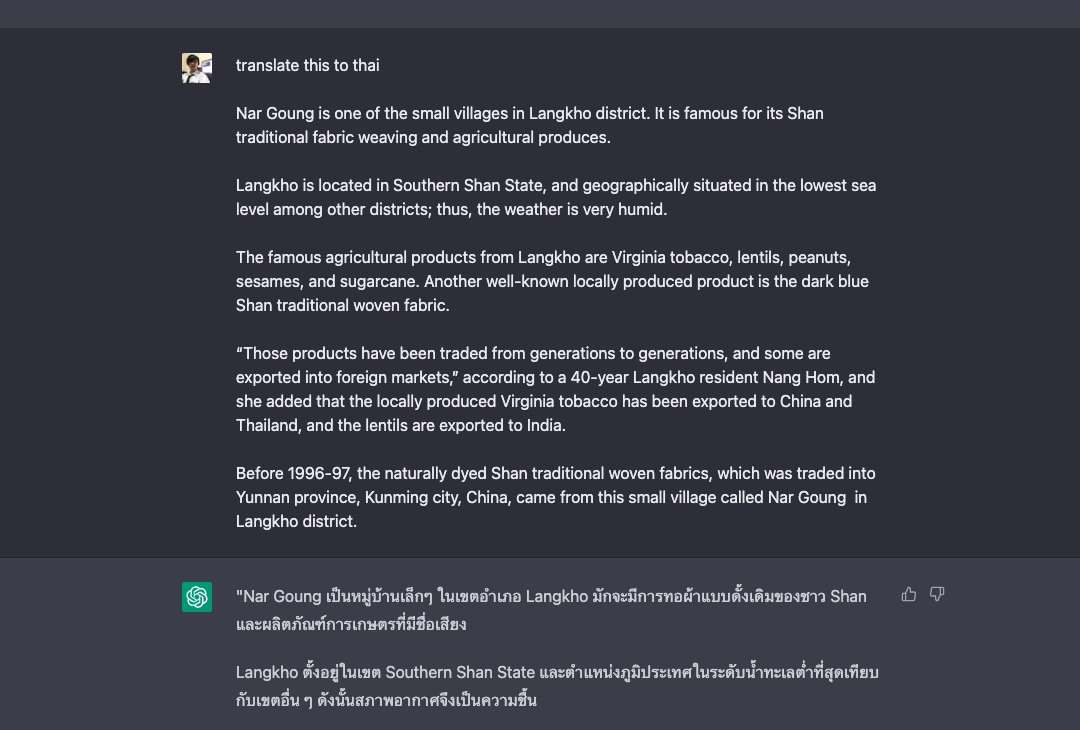 translate this to thai
Nar Goung is one of the small villages in Langkho district. It is famous for its Shan
traditional fabric weaving and agricultural produces.
Langkho is located in Southern Shan State, and geographically situated in the lowest sea
level among other districts; thus, the weather is very humid.
The famous agricultural products from Langkho are Virginia tobacco, lentils, peanuts,
sesames, and sugarcane. Another well-known locally produced product is the dark blue
Shan traditional woven fabric.
“Those products have been traded from generations to generations, and some are
exported into foreign markets,” according to a 40-year Langkho resident Nang Hom, and
she added that the locally produced Virginia tobacco has been exported to China and
Thailand, and the lentils are exported to India.
Before 1996-97, the naturally dyed Shan traditional woven fabrics, which was traded into
Yunnan province, Kunming city, China, came from this small village called Nar Goung  in
Langkho district.
"Nar Goung เป็นหมู่บ้านเล็กๆ ในเขตอำเภอ Langkho มักจะมีการทอผ้าแบบดั้งเดิมของชาว Shan
และผลิตภัณฑ์การเกษตรที่มีชื่อเสียง
Langkho ตั้งอยู่ในเขต Southern Shan State และตำแหน่งภูมิประเทศในระดับน้ำทะเลต่ำที่สุดเทียบ
กับเขตอื่น ๆ ดังนั้นสภาพอากาศจึงเป็นความชื้น